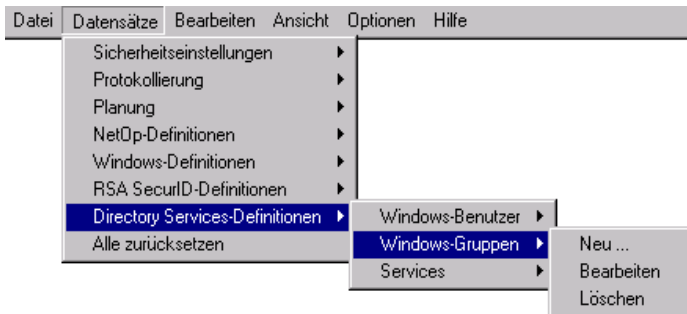 Datei Datensätze Bearbeiten Ansicht Optionen Hilfe
Sicherheitseinstellungen
Protokollierung
Planung
NetOp-Definitionen
Windows-Definitionen
RSA SecurID-Definitionen
Directory Services-Definitionen Windows-Benutzer
Alle zurücksetzen Windows-Gruppen Neu ...
Services Bearbeiten
Löschen